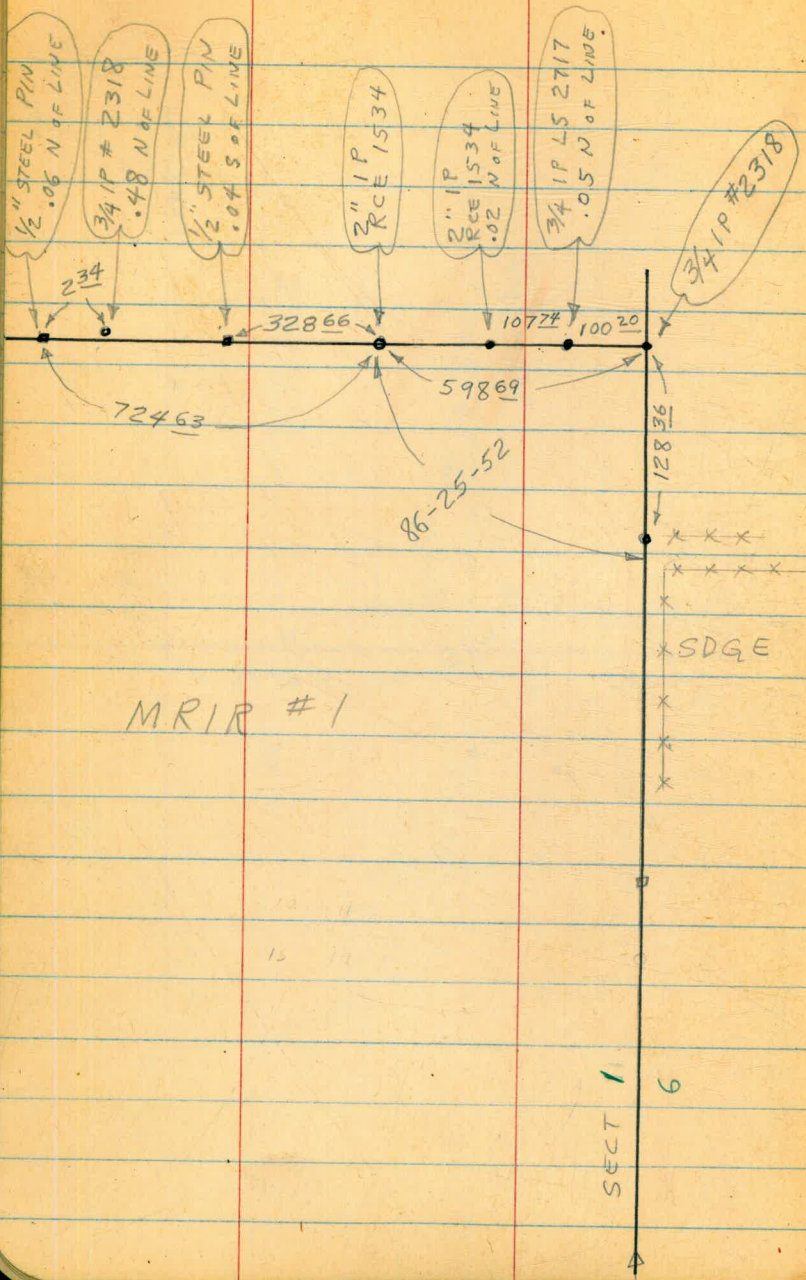 1/2" STEEL PIN
.06 N OF LINE
3/4 IP # 2318
.48 N OF LINE
1/2" STEEL PIN
.04 S OF LINE
2" IP
RCE 1534
2" IP
RCE 1534
.02 N OF LINE
3/4 IP LS 2717
.05 N OF LINE.
3/4 IP #2318
2 34
328 66
107 74
100 20
598 69
724 63
128 36
86-25-52
SDGE
MRIR #1
SECT 1
6